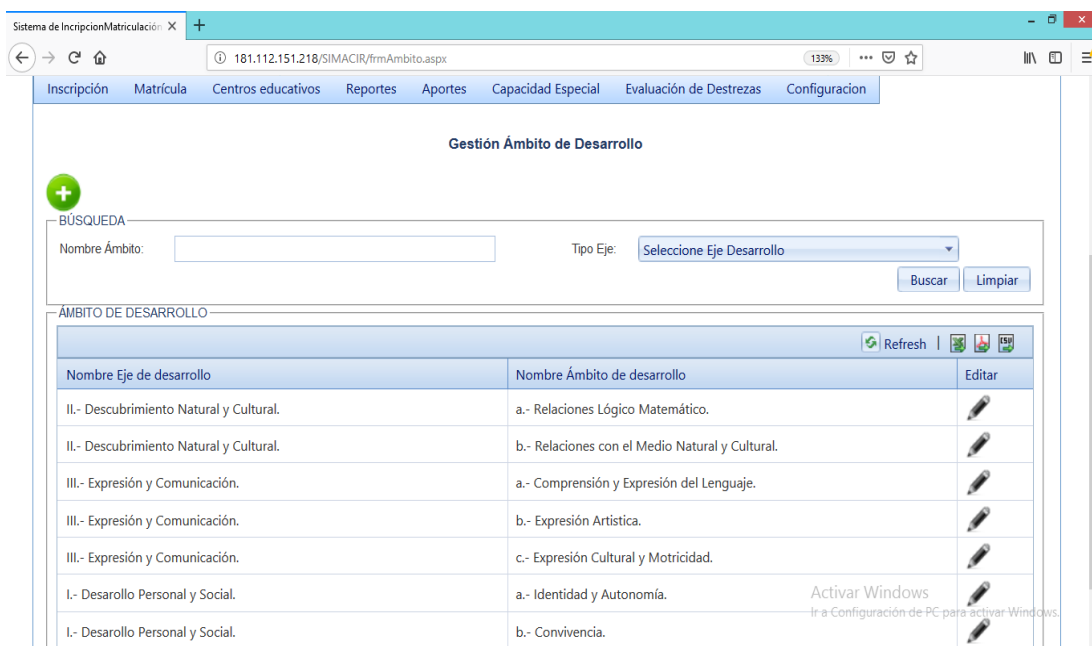 Sistema de IncripcionMatriculación
181.112.151.218/SIMACIR/frmAmbito.aspx 133%
Inscripción Matrícula Centros educativos Reportes Aportes Capacidad Especial Evaluación de Destrezas Configuracion
Gestión Ámbito de Desarrollo
BÚSQUEDA
Nombre Ámbito: Tipo Eje: Seleccione Eje Desarrollo
Buscar Limpiar
ÁMBITO DE DESARROLLO
Refresh | CSV
Nombre Eje de desarrollo Nombre Ámbito de desarrollo Editar
II.- Descubrimiento Natural y Cultural. a.- Relaciones Lógico Matemático.
II.- Descubrimiento Natural y Cultural. b.- Relaciones con el Medio Natural y Cultural.
III.- Expresión y Comunicación. a.- Comprensión y Expresión del Lenguaje.
III.- Expresión y Comunicación. b.- Expresión Artistica.
III.- Expresión y Comunicación. c.- Expresión Cultural y Motricidad.
I.- Desarollo Personal y Social. a.- Identidad y Autonomía.
Activar Windows
Ir a Configuración de PC para activar Windows.
I.- Desarollo Personal y Social. b.- Convivencia.